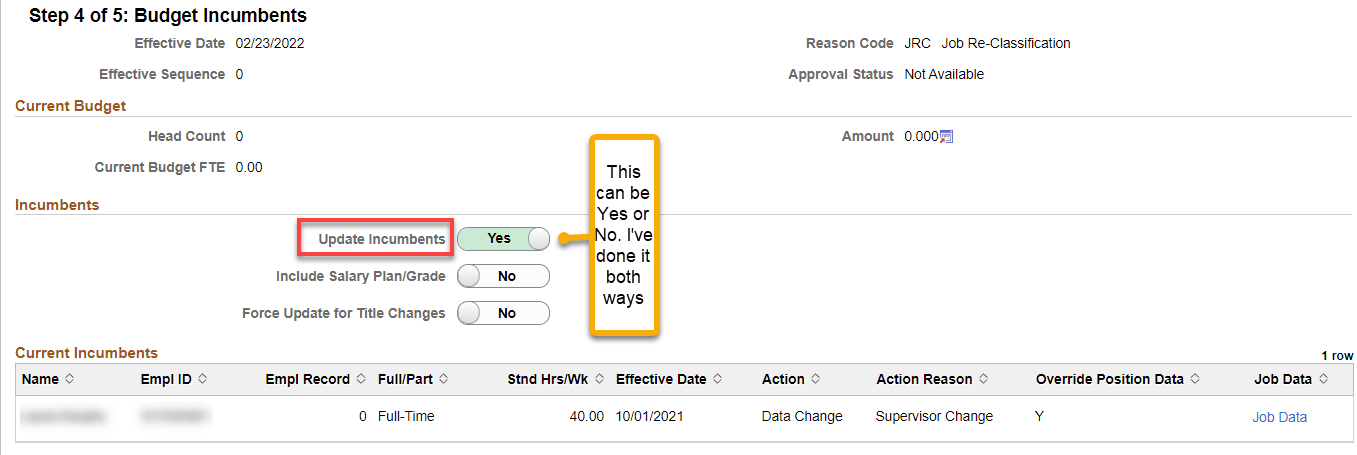 Step 4 of 5: Budget Incumbents
Effective Date 02/23/2022 Reason Code JRC Job Re-Classification
Effective Sequence 0 Approval Status Not Available
Current Budget
Head Count 0 Amount 0.000
Current Budget FTE 0.00
Incumbents
Update Incumbents Yes
Include Salary Plan/Grade No
Force Update for Title Changes No
This
can be
Yes or
No. I've
done it
both
ways
Current Incumbents 1 row
Name Empl ID Empl Record Full/Part Stnd Hrs/Wk Effective Date Action Action Reason Override Position Data Job Data
0 Full-Time 40.00 10/01/2021 Data Change Supervisor Change Y Job Data